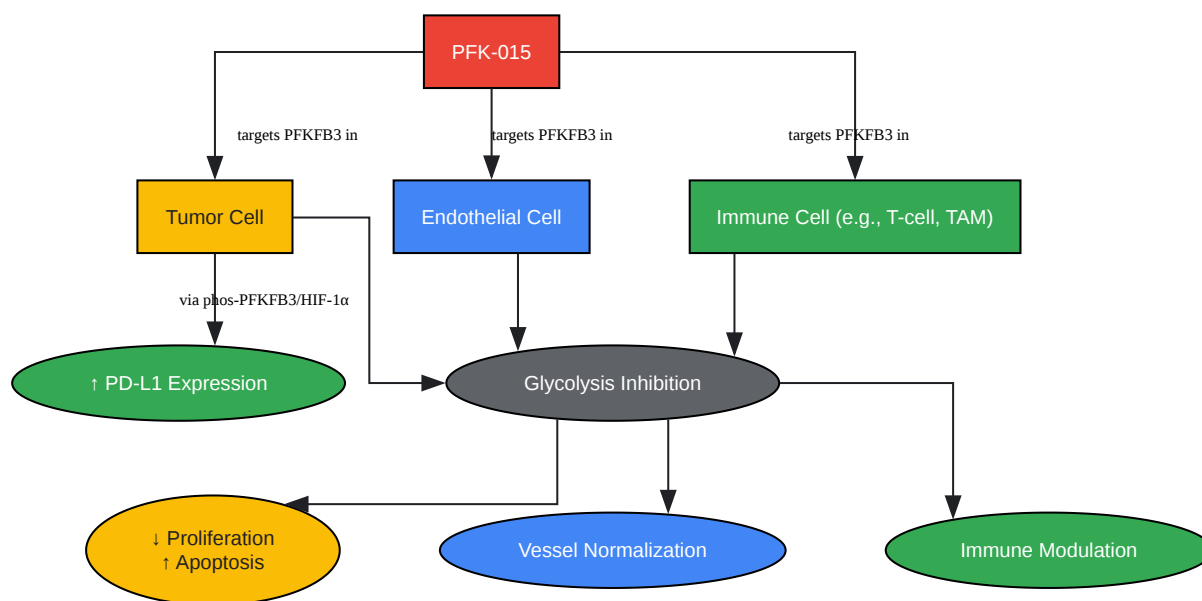 PFK-015
targets PFKFB3 in
targets PFKFB3 in
targets PFKFB3 in
Tumor Cell
Endothelial Cell
Immune Cell (e.g., T-cell, TAM)
via phos-PFKFB3/HIF-1α
↑ PD-L1 Expression
Glycolysis Inhibition
↓ Proliferation
↑ Apoptosis
Vessel Normalization
Immune Modulation